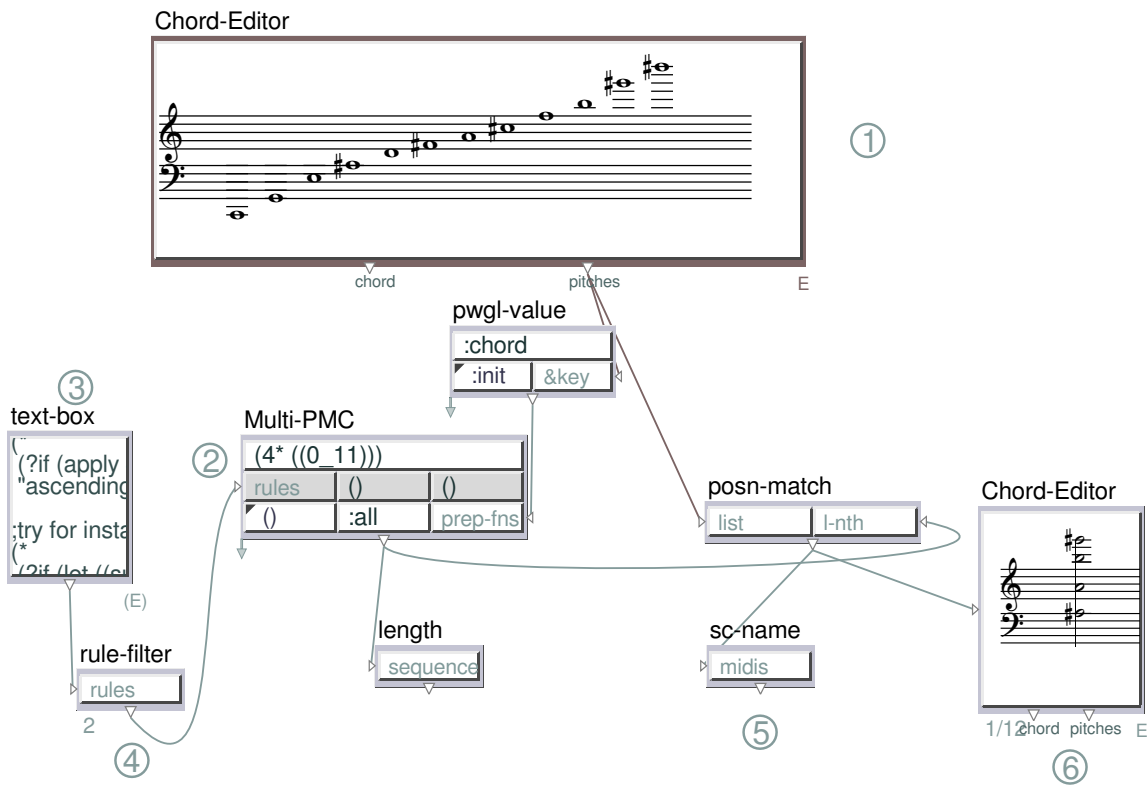 Chord-Editor
1
chord
pitches
E
pwgl-value
:chord
:init
&key
3
text-box
("
(?if (apply
"ascending
;try for insta
(*
(E)
2
Multi-PMC
(4* ((0_11)))
rules
()
()
()
:all
prep-fns
posn-match
list
l-nth
Chord-Editor
rule-filter
rules
2
4
length
sequence
sc-name
midis
5
1/12
chord
pitches
E
6